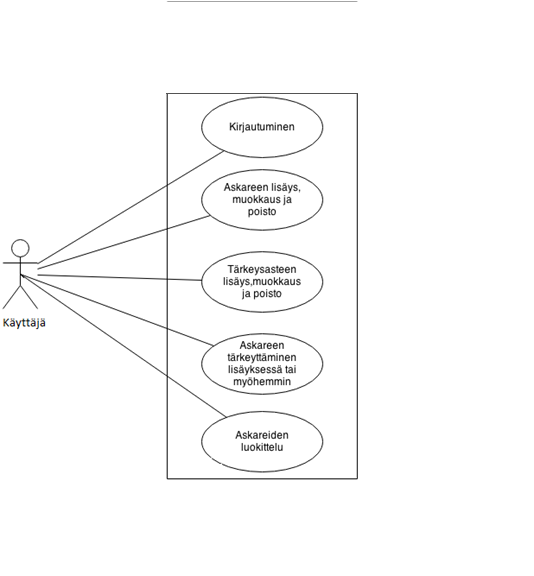 Kirjautuminen
Askareen lisäys,
muokkaus ja
poisto
Tärkeysasteen
lisäys,muokkaus
ja poisto
Käyttäjä
Askareen
tärkeyttäminen
lisäyksessä tai
myöhemmin
Askareiden
luokittelu